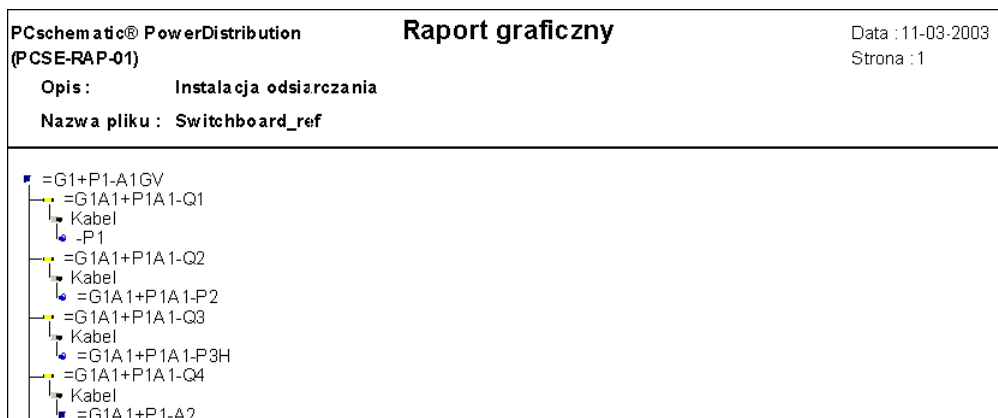 PCschematic® PowerDistribution Raport graficzny Data : 11-03-2003
(PCSE-RAP-01) Strona : 1
Opis : Instalacja odsiarczania
Nazwa pliku : Switchboard_ref
=G1+P1-A1GV
=G1A1+P1A1-Q1
Kabel
-P1
=G1A1+P1A1-Q2
Kabel
=G1A1+P1A1-P2
=G1A1+P1A1-Q3
Kabel
=G1A1+P1A1-P3H
=G1A1+P1A1-Q4
Kabel
=G1A1+P1-A2